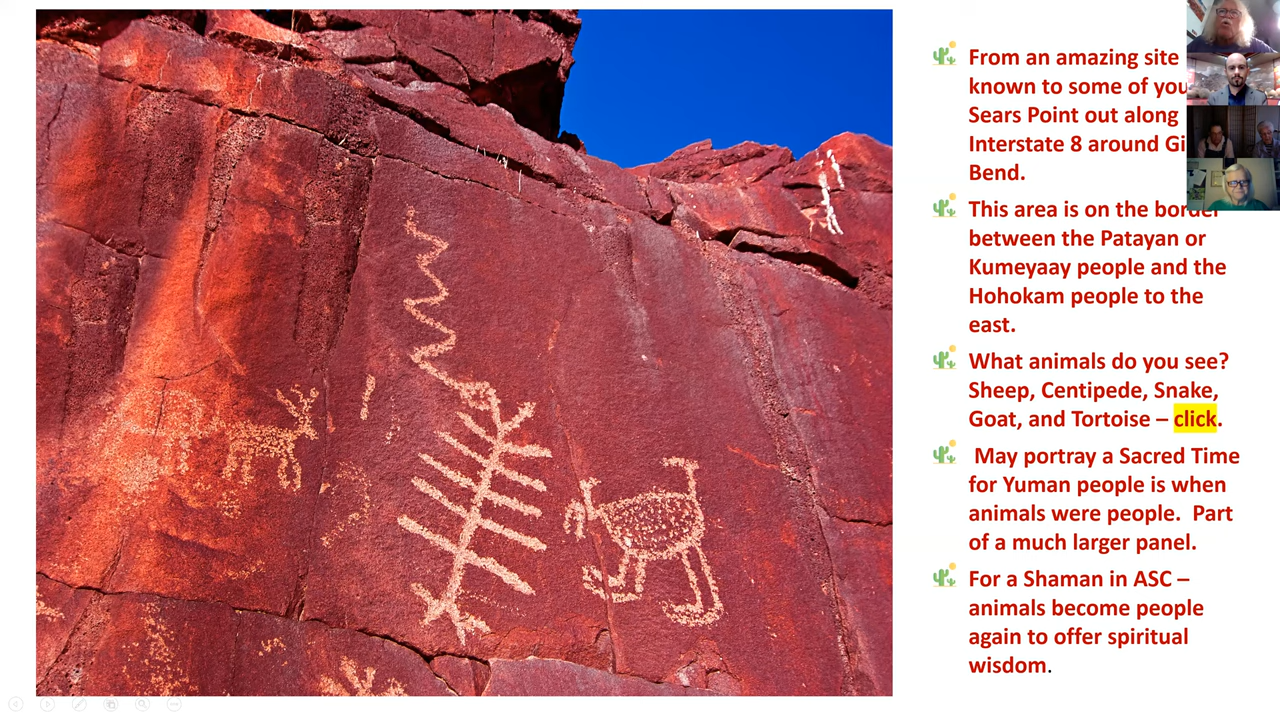 From an amazing site
known to some of you
Sears Point out along
Interstate 8 around Gi
Bend.
This area is on the border
between the Patayan or
Kumeyaay people and the
Hohokam people to the
east.
What animals do you see?
Sheep, Centipede, Snake,
Goat, and Tortoise – click.
May portray a Sacred Time
for Yuman people is when
animals were people.  Part
of a much larger panel.
For a Shaman in ASC –
animals become people
again to offer spiritual
wisdom.